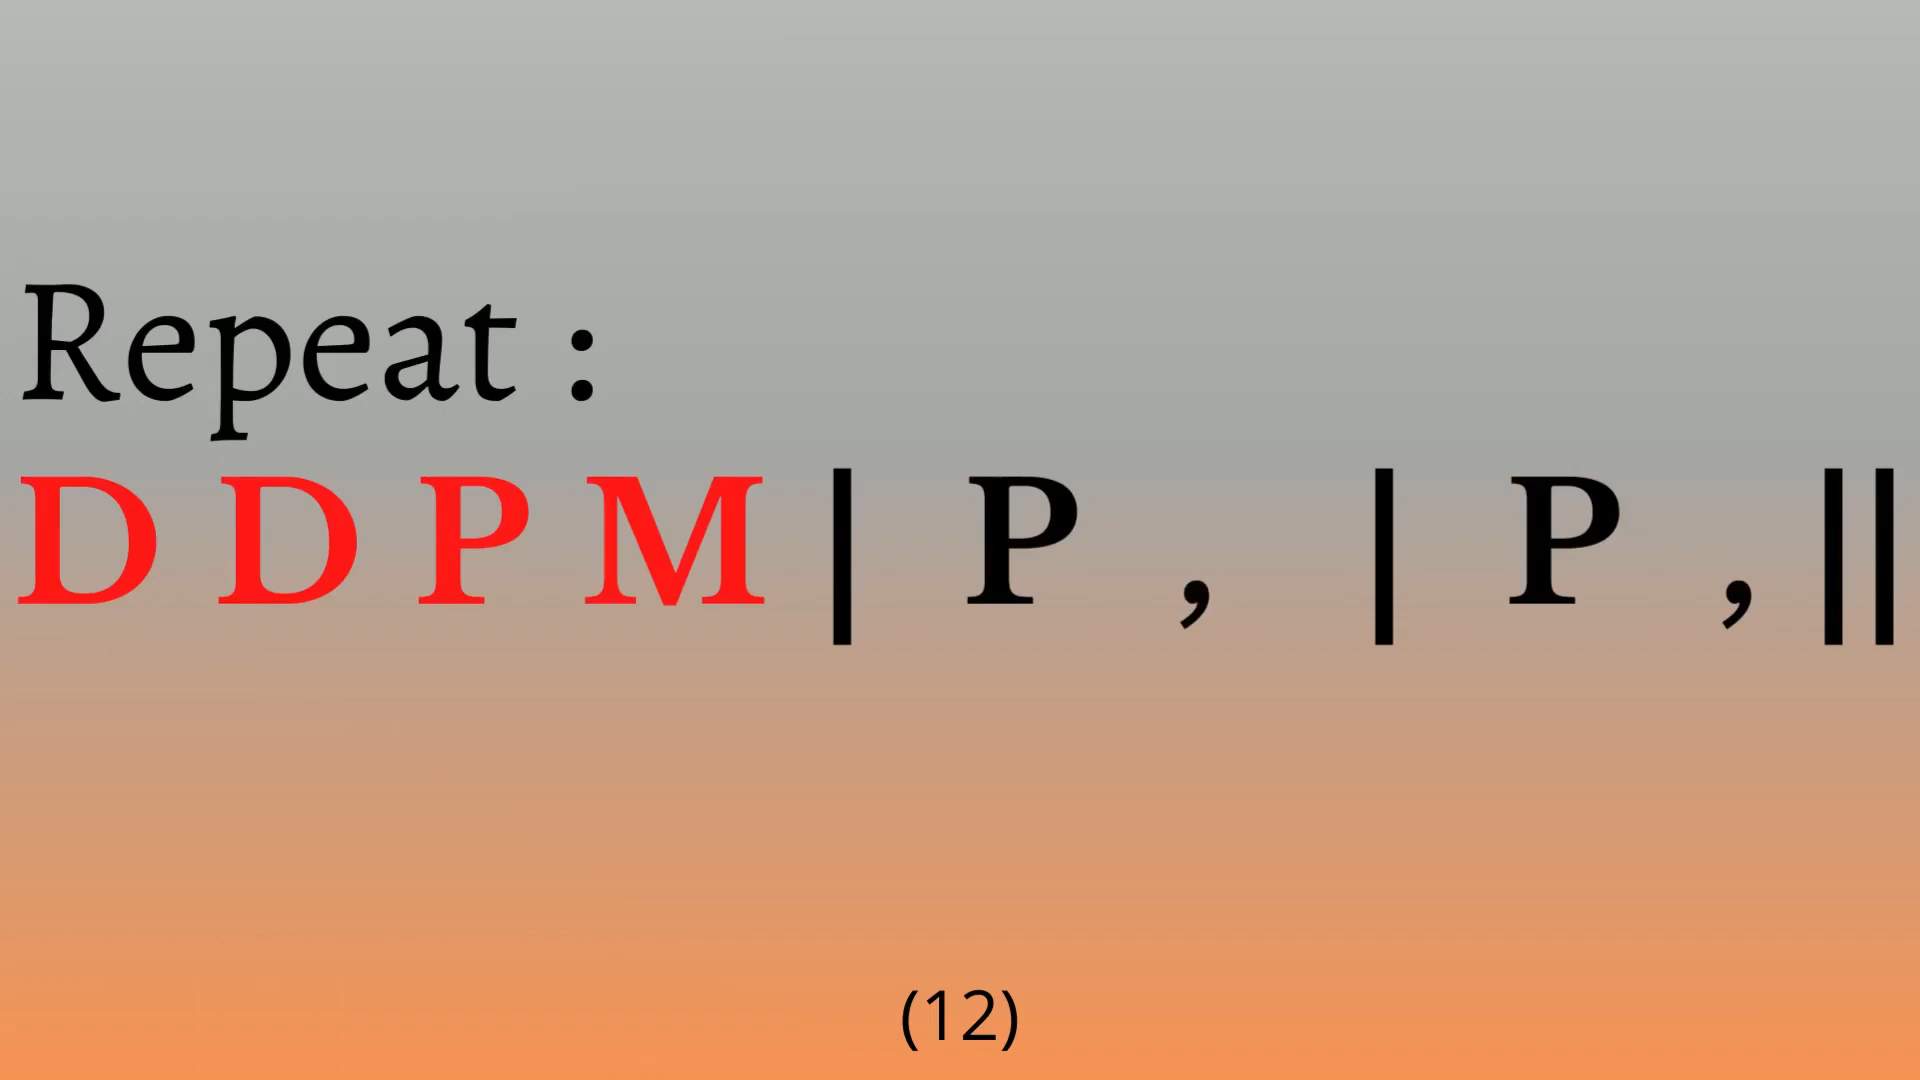 Repeat :
D D P M | P , | P , ||
(12)